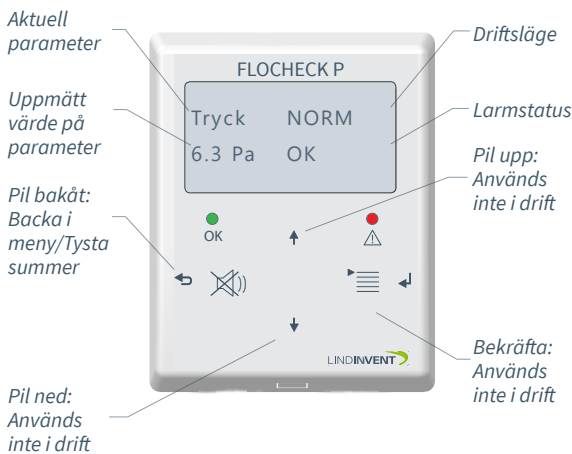 Aktuell
parameter
Driftsläge
FLOCHECK P
Uppmätt
värde på
parameter
Tryck NORM
6.3 Pa OK
Larmstatus
Pil upp:
Används
inte i drift
Pil bakåt:
Backa i
meny/Tysta
summer
OK
LINDINVENT
Bekräfta:
Används
inte i drift
Pil ned:
Används
inte i drift